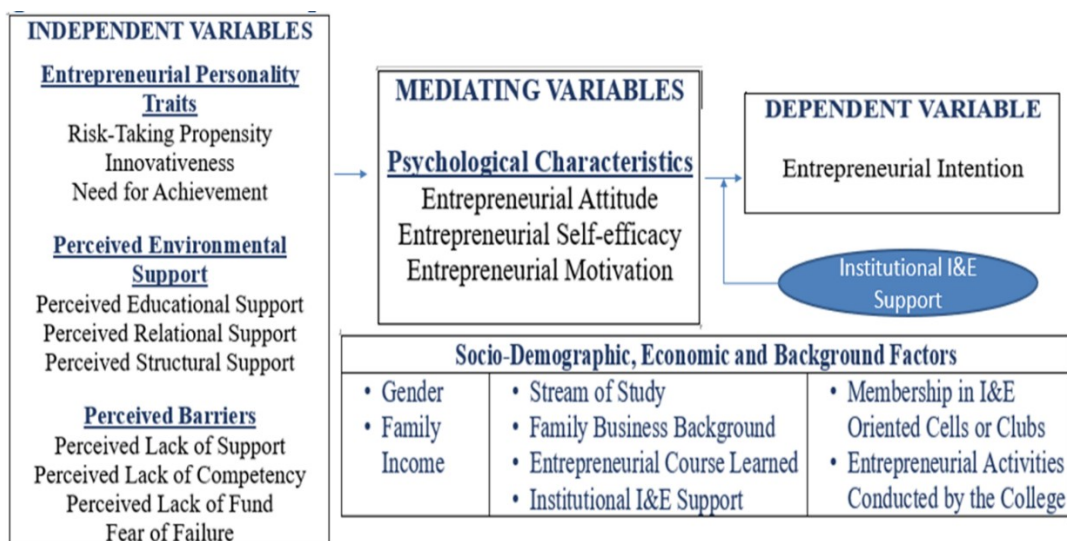 INDEPENDENT VARIABLES
Entrepreneurial Personality
Traits
Risk-Taking Propensity
Innovativeness
Need for Achievement
Perceived Environmental
Support
Perceived Educational Support
Perceived Relational Support
Perceived Structural Support
Perceived Barriers
Perceived Lack of Support
Perceived Lack of Competency
Perceived Lack of Fund
Fear of Failure
MEDIATING VARIABLES
Psychological Characteristics
Entrepreneurial Attitude
Entrepreneurial Self-efficacy
Entrepreneurial Motivation
DEPENDENT VARIABLE
Entrepreneurial Intention
Institutional I&E
Support
Socio-Demographic, Economic and Background Factors
• Gender
• Family
Income
• Stream of Study
• Family Business Background
• Entrepreneurial Course Learned
• Institutional I&E Support
• Membership in I&E
Oriented Cells or Clubs
• Entrepreneurial Activities
Conducted by the College